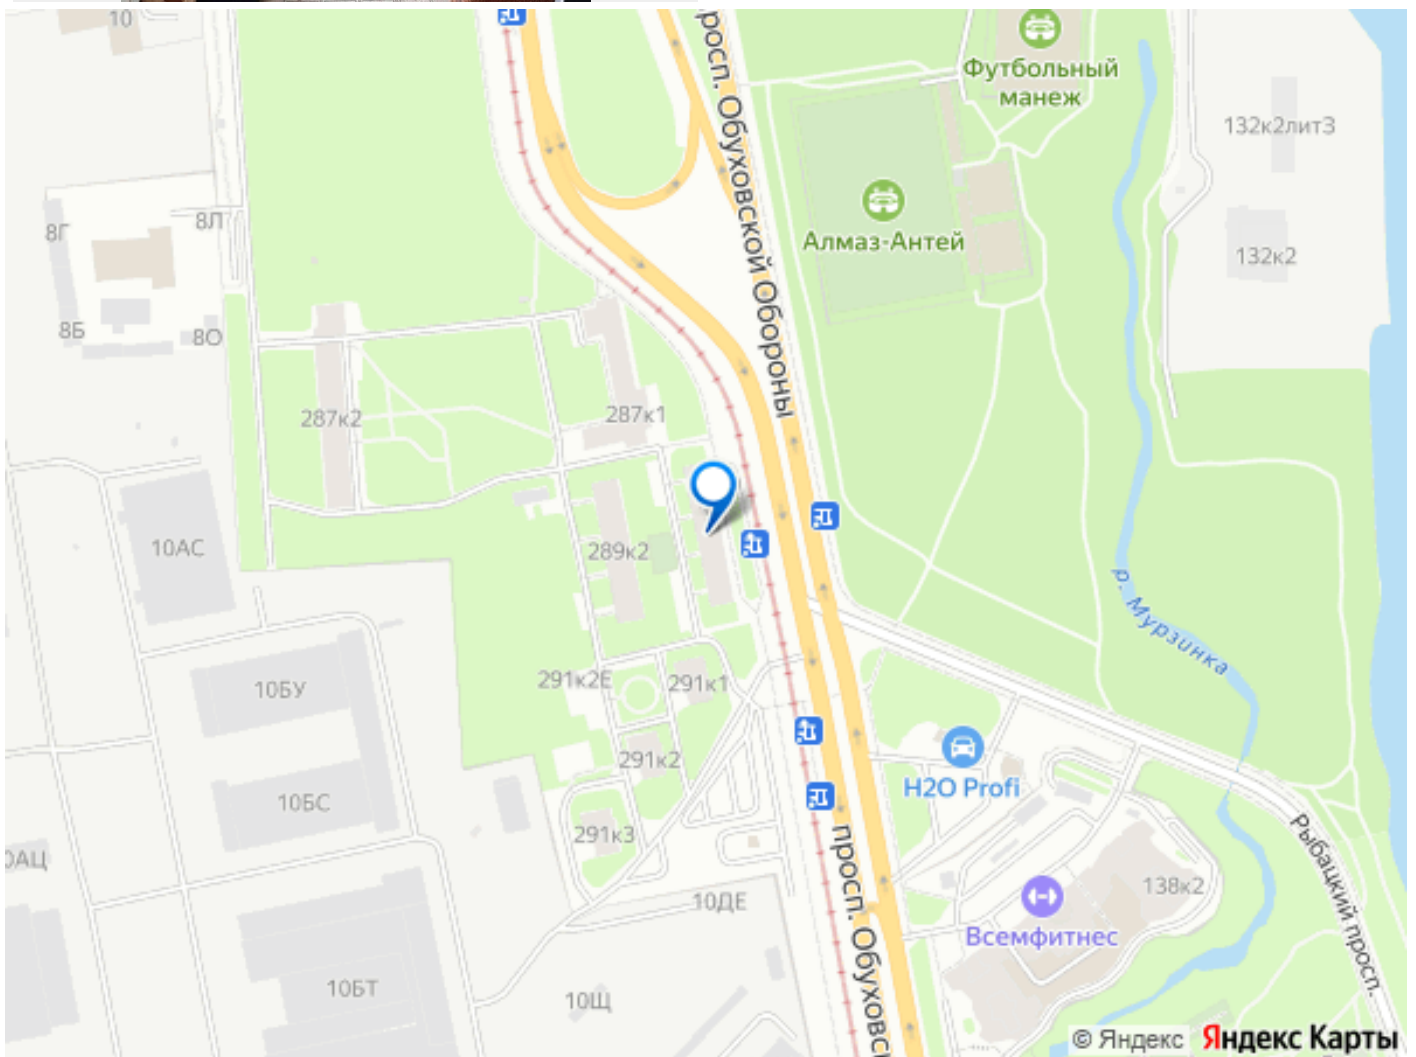 10
просп. Обуховской Обороны
Футбольный
манеж
132к2литЗ
Алмаз-Антей
132к2
8Г
8Л
8Б
8О
287к2
287к1
10АС
289к2
р. Мурзинка
10БУ
291к2Е
291к1
291к2
H2O Profi
10БС
291к3
10ДЕ
просп. Обуховс
138к2
Рыбацкий просп.
Всемфитнес
10БТ
10Щ
© Яндекс
Яндекс Карты